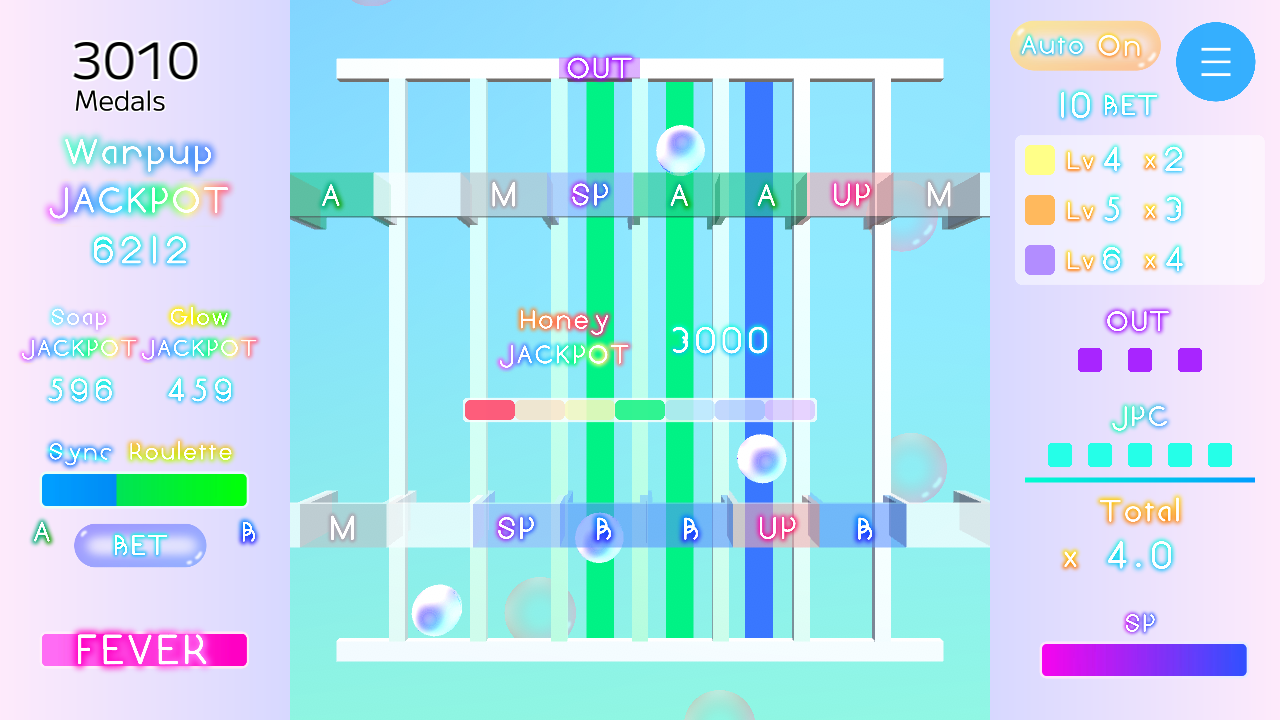 3010
Medals
Warpup
JACKPOT
6212
Soap Glow
JACKPOT JACKPOT
596 459
Sync Roulette
A BET B
FEVER
OUT
A M SP A A UP M
Honey
JACKPOT 3000
M SP B B UP B
Auto On
10 BET
Lv 4 x 2
Lv 5 x 3
Lv 6 x 4
OUT
JPC
Total
x 4.0
SP